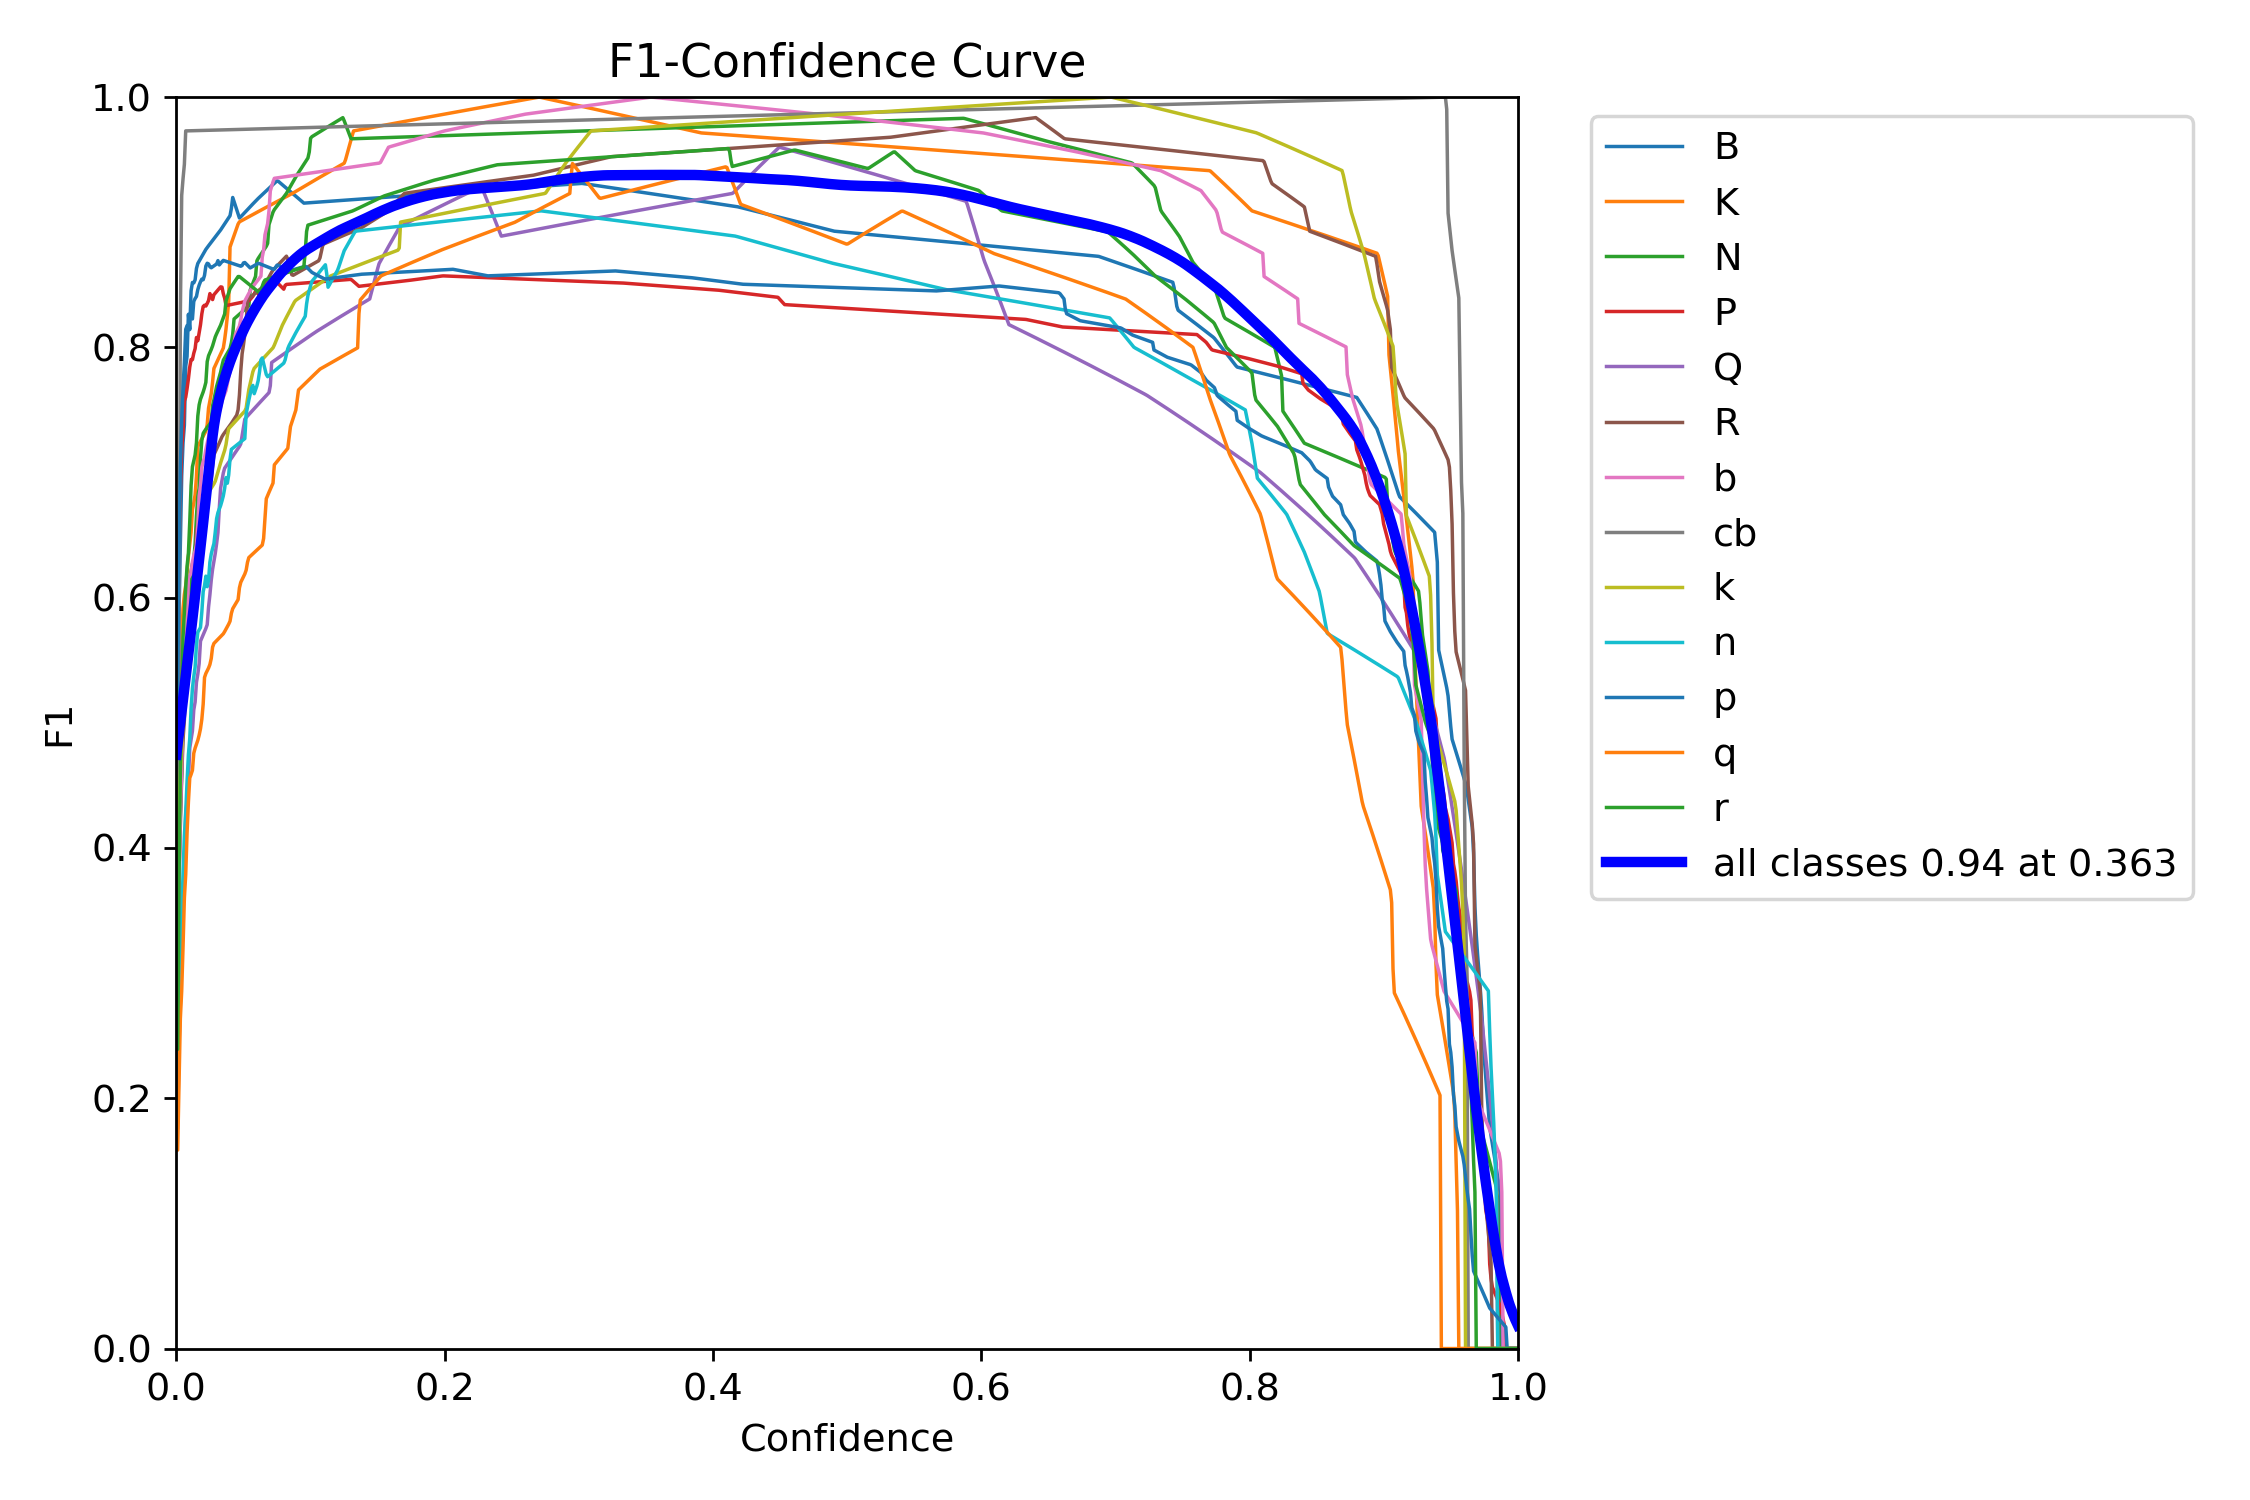 F1-Confidence Curve
1.0
0.8
0.6
0.4
0.2
0.0
F1
0.0 0.2 0.4 0.6 0.8 1.0
Confidence
B
K
N
P
Q
R
b
cb
k
n
p
q
r
all classes 0.94 at 0.363